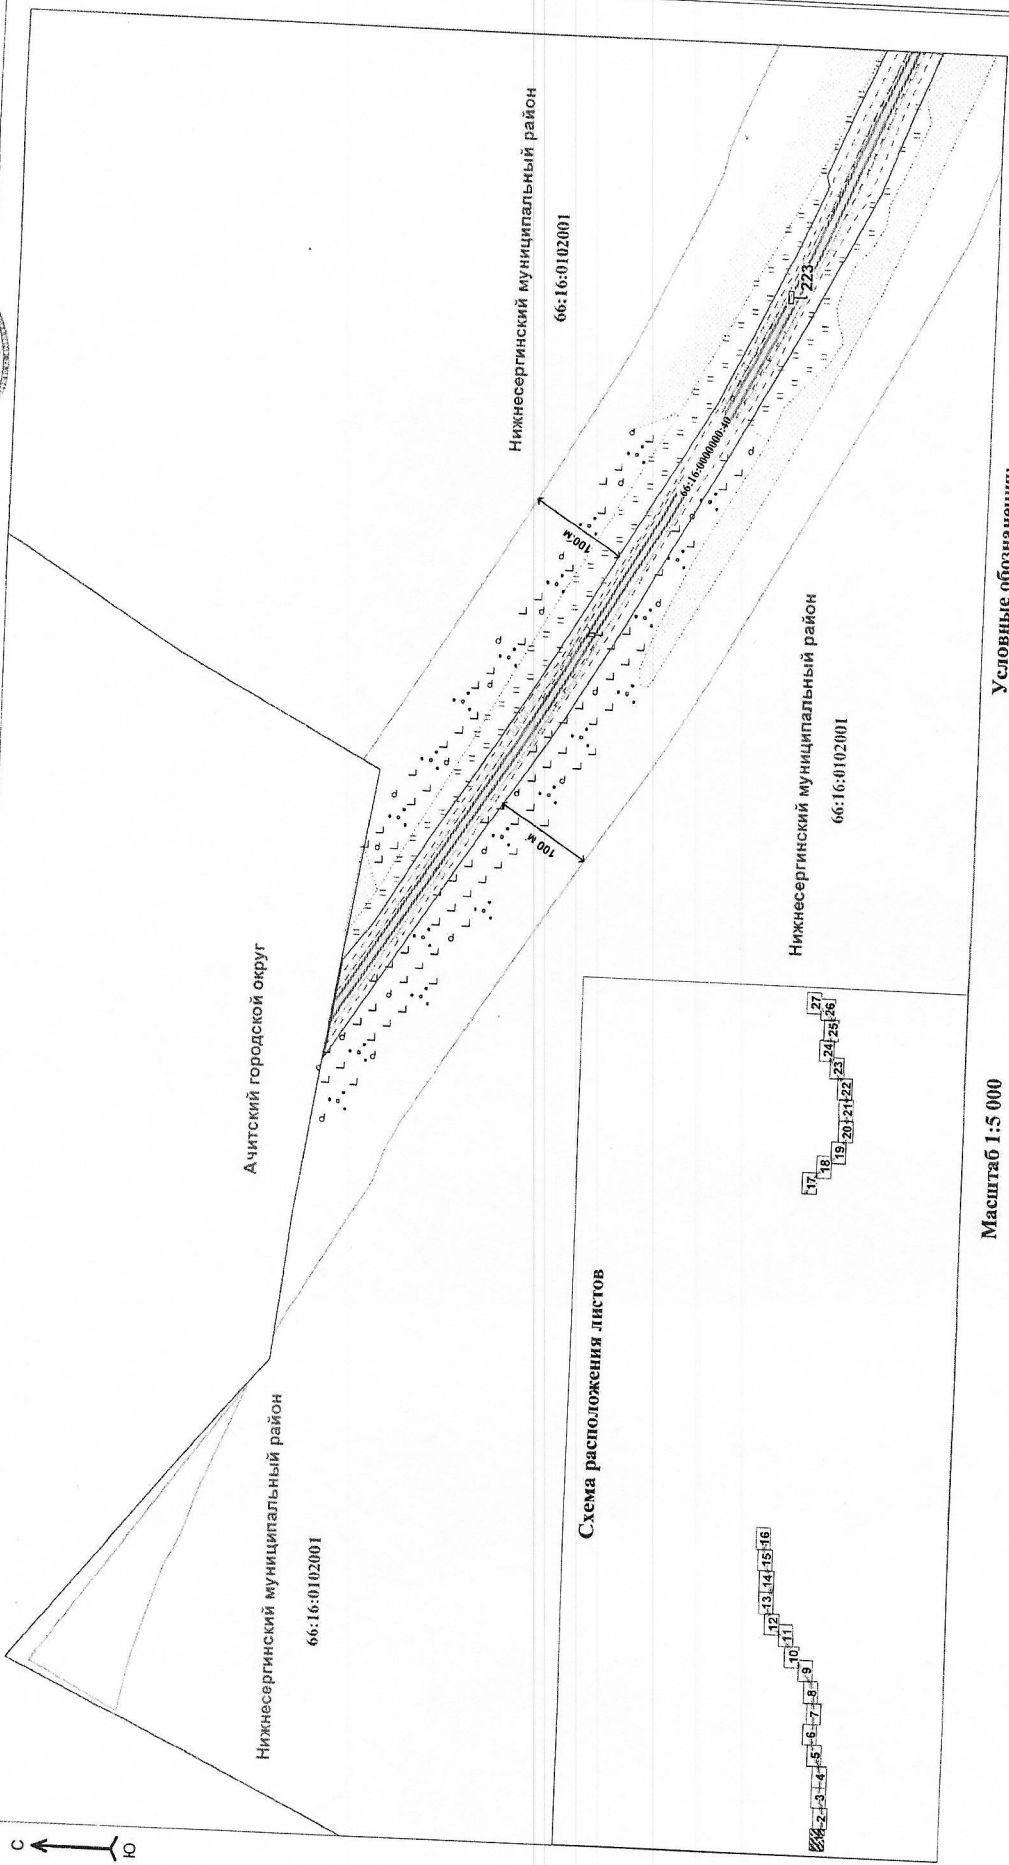 С
Ю
Нижнесергинский муниципальный район
66:16:0102001
Ачитский городской округ
Нижнесергинский муниципальный район
66:16:0102001
100 м
100 м
66:16:0000000:40
223
Нижнесергинский муниципальный район
66:16:0102001
Схема расположения листов
2 3 4 5 6 7 8 9 10 11 12 13 14 15 16
17 18 19 20 21 22 23 24 25 26 27
Масштаб 1:5 000
Условные